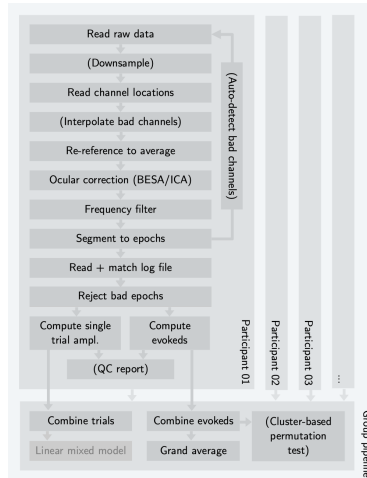 Read raw data
(Downsample)
Read channel locations
(Interpolate bad channels)
Re-reference to average
Ocular correction (BESA/ICA)
Frequency filter
Segment to epochs
Read + match log file
Reject bad epochs
(Auto-detect bad
channels)
Compute single
trial ampl.
Compute
evokeds
(QC report)
Participant 01
Participant 02
Participant 03
...
Combine trials
Linear mixed model
Combine evokeds
Grand average
(Cluster-based
permutation
test)
Group pipeline